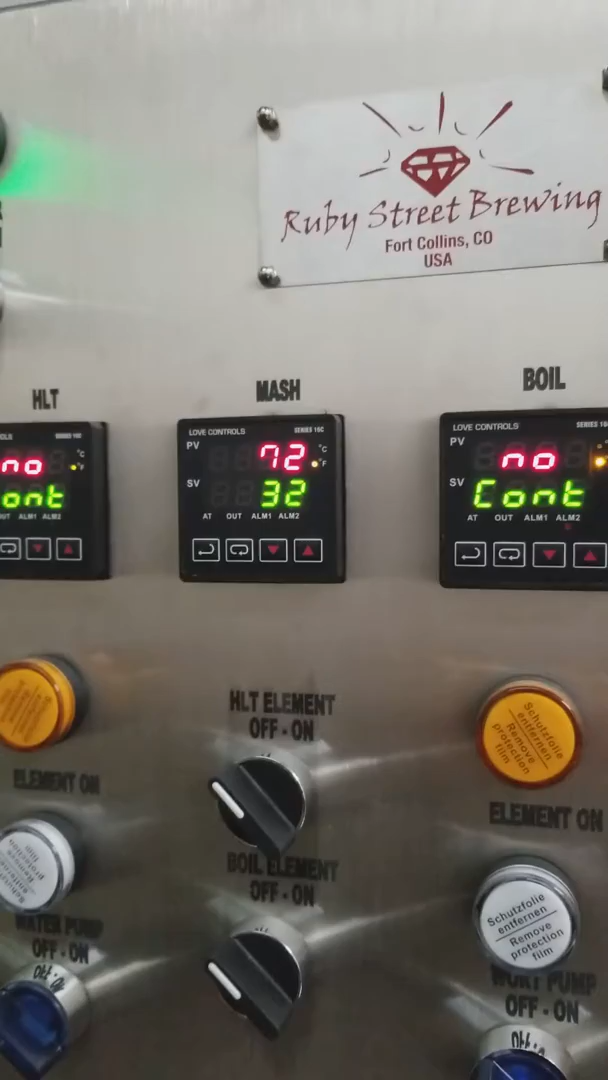 Ruby Street Brewing
Fort Collins, CO
USA
HLT
MASH
BOIL
no
ont
ALM1 ALM2
LOVE CONTROLS SERIES 16C
PV
72
°C
°F
SV
32
AT OUT ALM1 ALM2
LOVE CONTROLS
PV
no
SV
Cont
AT OUT ALM1 ALM2
HLT ELEMENT
OFF - ON
Schutzfolie
entfernen
Remove
protection
film
ELEMENT ON
ELEMENT ON
BOIL ELEMENT
OFF - ON
Schutzfolie
entfernen
Remove
protection
film
WATER PUMP
OFF - ON
WORT PUMP
OFF - ON